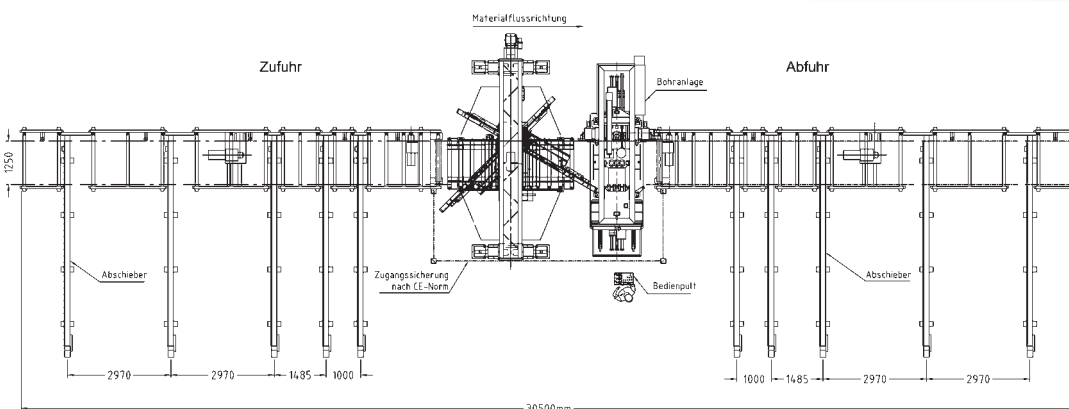 Materialflussrichtung
Zufuhr
Abfuhr
Bohranlage
1250
Abschieber
Zugangssicherung
nach CE-Norm
Bedienpult
Abschieber
2970
2970
1485
1000
1000
1485
2970
2970
30500mm